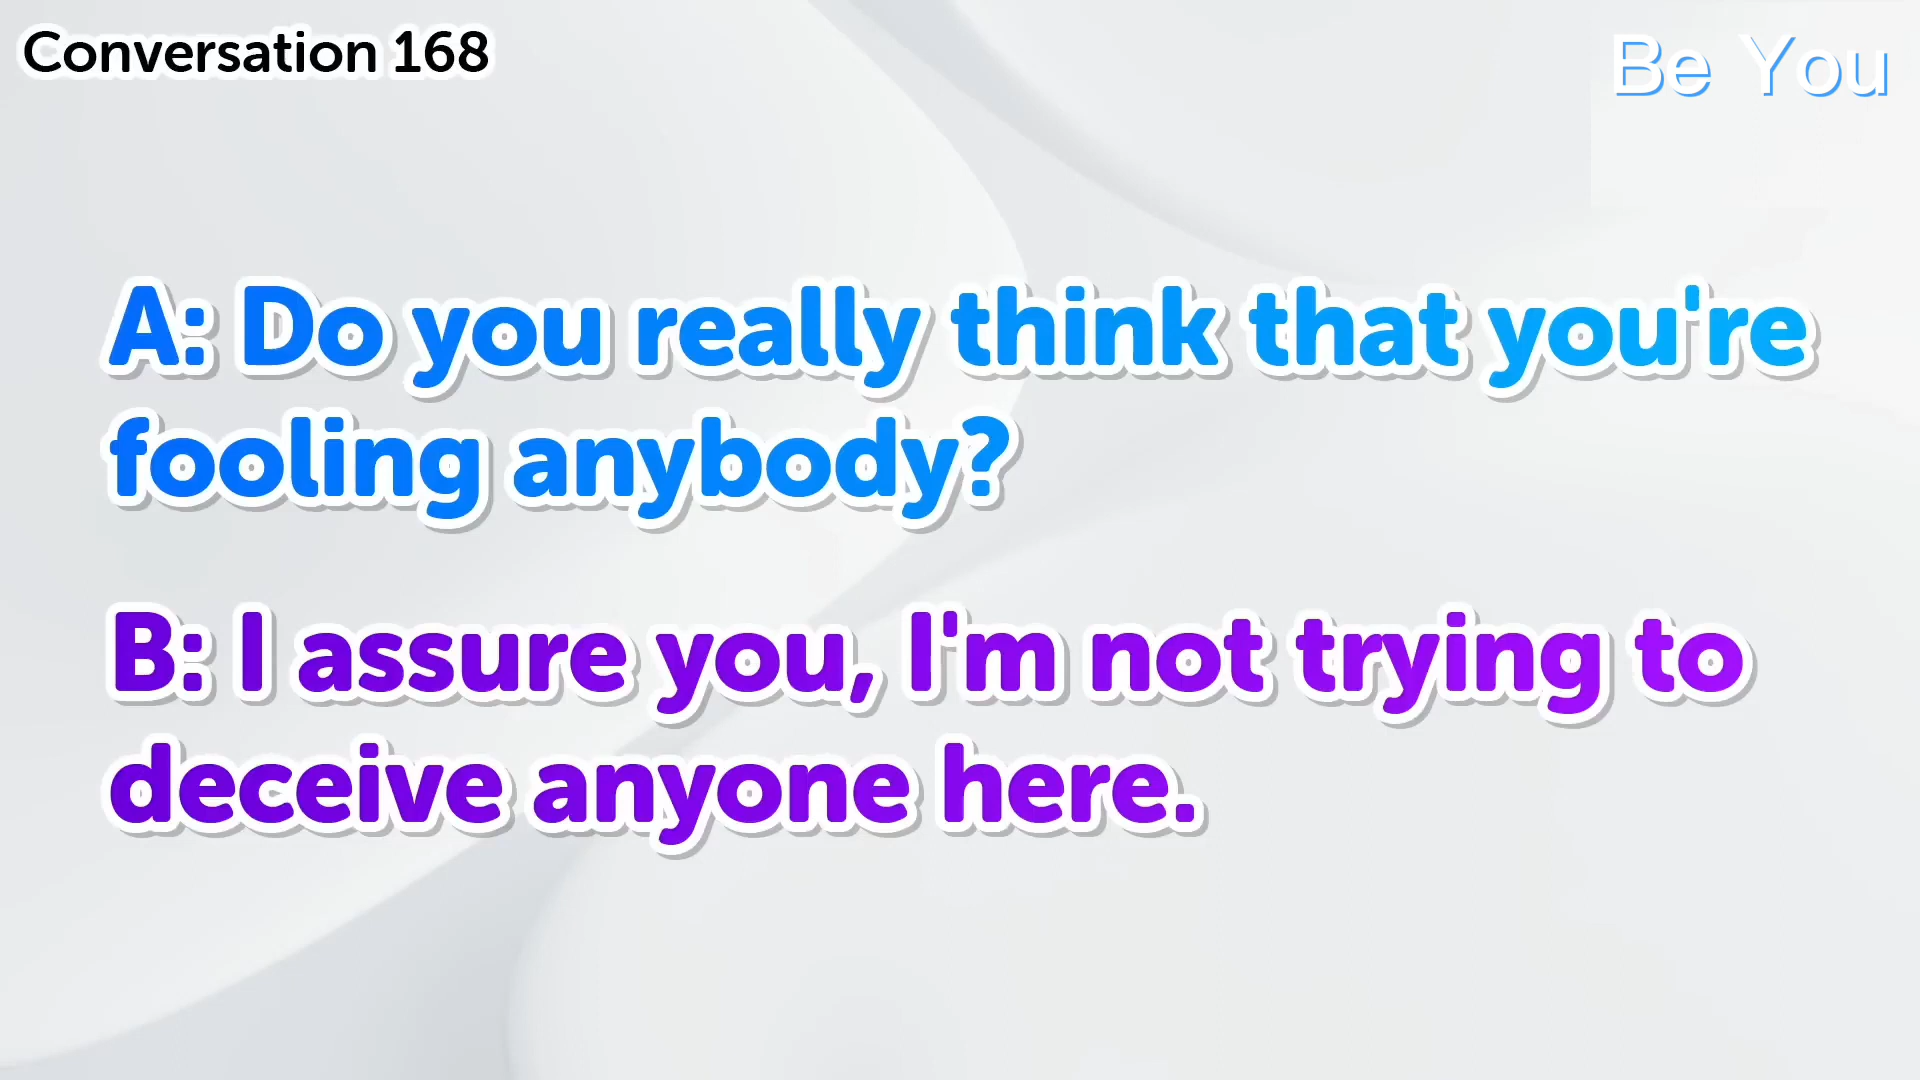 Conversation 168
Be You
A: Do you really think that you're
fooling anybody?
B: I assure you, I'm not trying to
deceive anyone here.